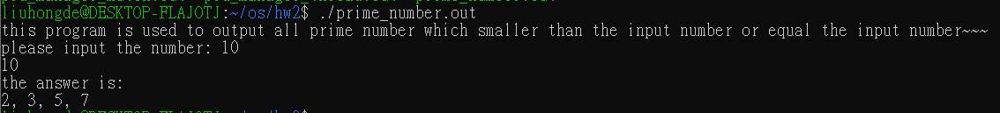 liuhongde@DESKTOP-FLAJOTJ:~/os/hw2$ ./prime_number.out
this program is used to output all prime number which smaller than the input number or equal the input number~~~
please input the number: 10
10
the answer is:
2, 3, 5, 7